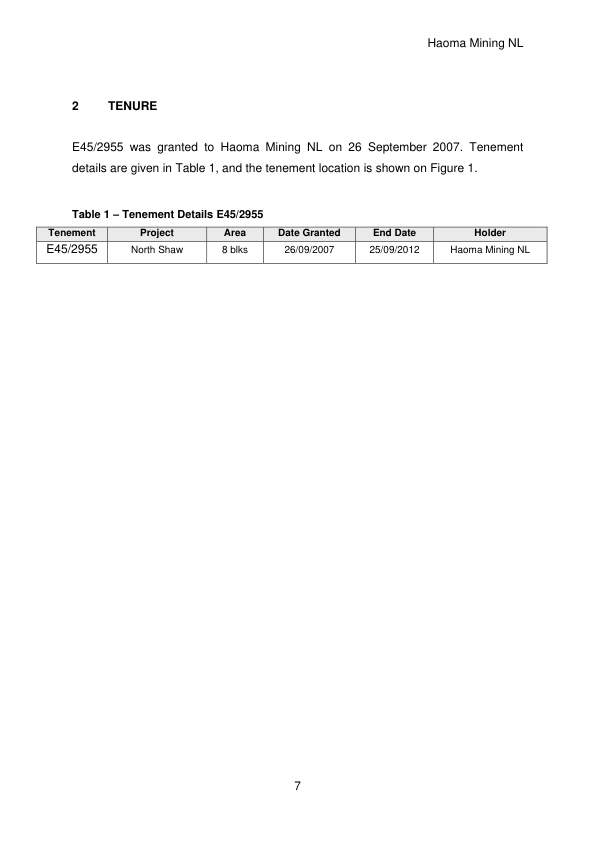 Haoma Mining NL
2 TENURE
E45/2955 was granted to Haoma Mining NL on 26 September 2007. Tenement
details are given in Table 1, and the tenement location is shown on Figure 1.
Table 1 – Tenement Details E45/2955
Tenement Project Area Date Granted End Date Holder
E45/2955 North Shaw 8 blks 26/09/2007 25/09/2012 Haoma Mining NL
7